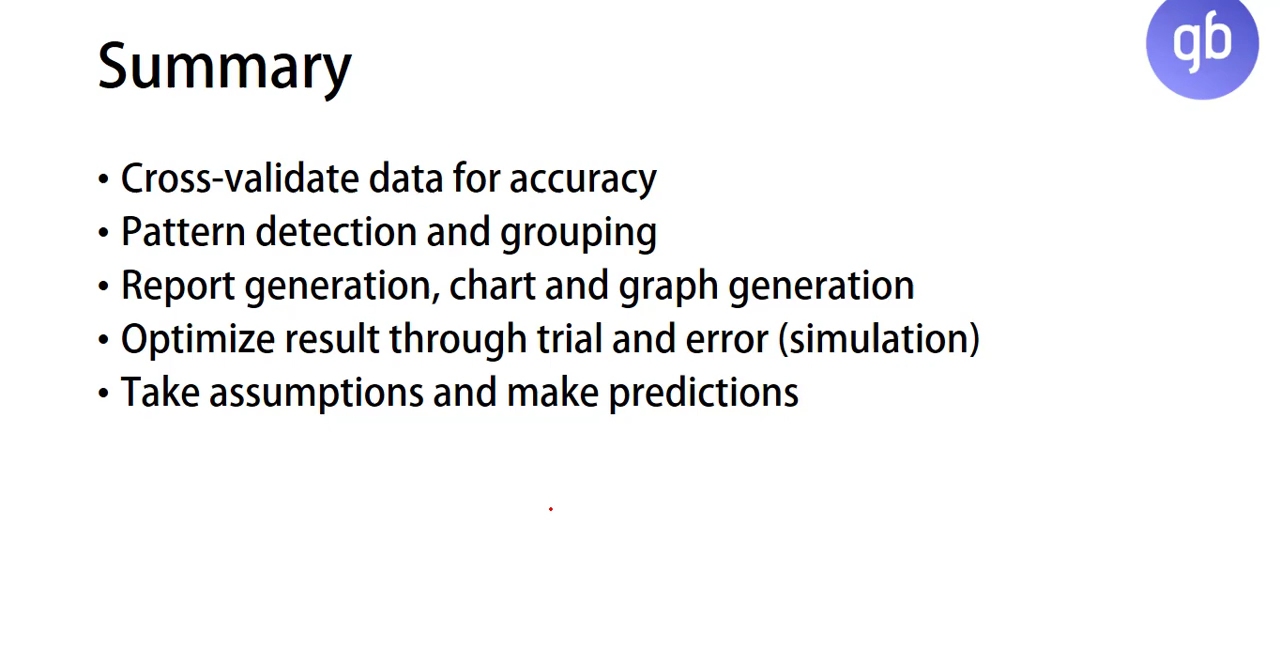 gb
Summary
• Cross-validate data for accuracy
• Pattern detection and grouping
• Report generation, chart and graph generation
• Optimize result through trial and error (simulation)
• Take assumptions and make predictions